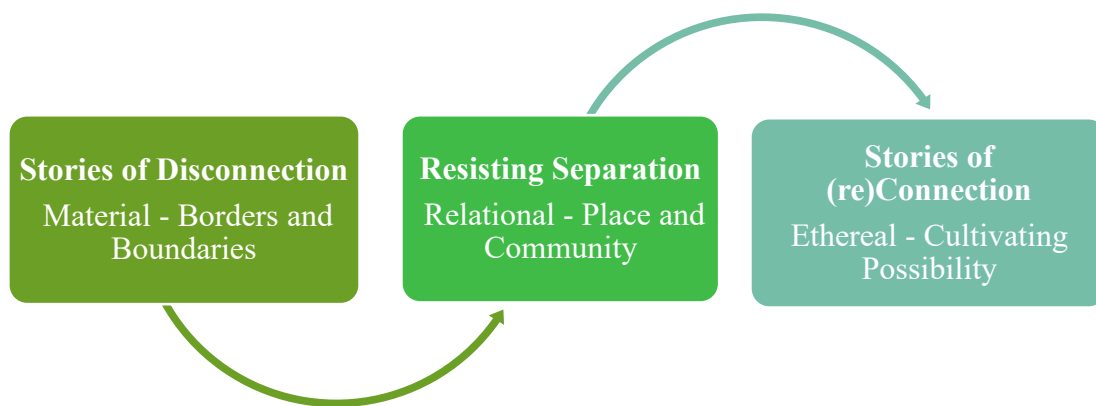 Stories of Disconnection
Material - Borders and
Boundaries
Resisting Separation
Relational - Place and
Community
Stories of
(re)Connection
Ethereal - Cultivating
Possibility